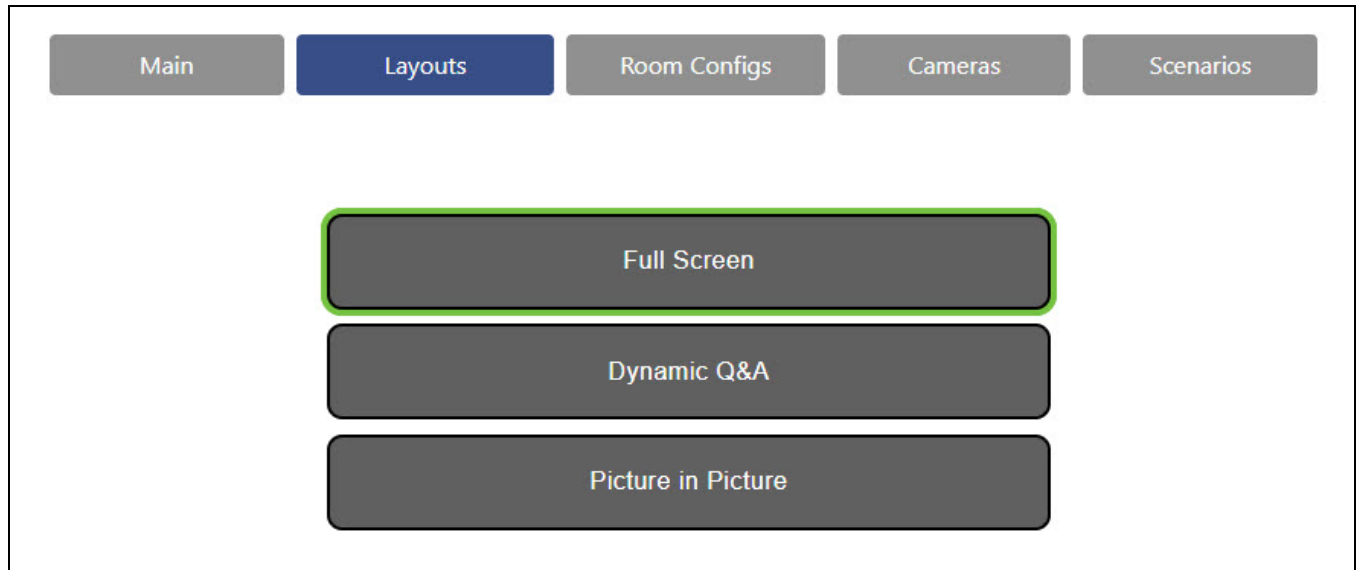 Main Layouts Room Configs Cameras Scenarios
Full Screen
Dynamic Q&A
Picture in Picture